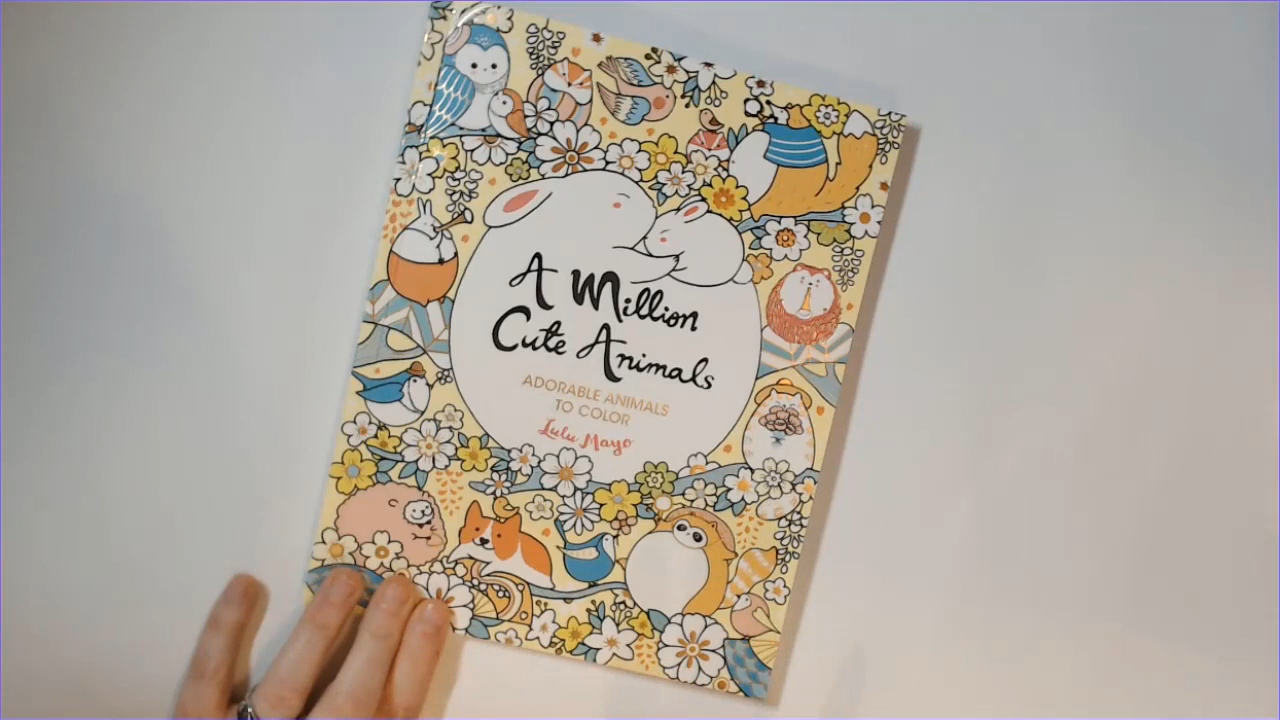 A Million
Cute Animals
ADORABLE ANIMALS
TO COLOR
Lulu Mayo